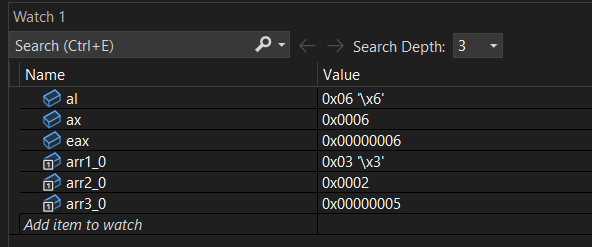 Watch 1
Search (Ctrl+E) Search Depth: 3
Name Value
al 0x06 '\x6'
ax 0x0006
eax 0x00000006
arr1_0 0x03 '\x3'
arr2_0 0x0002
arr3_0 0x00000005
Add item to watch